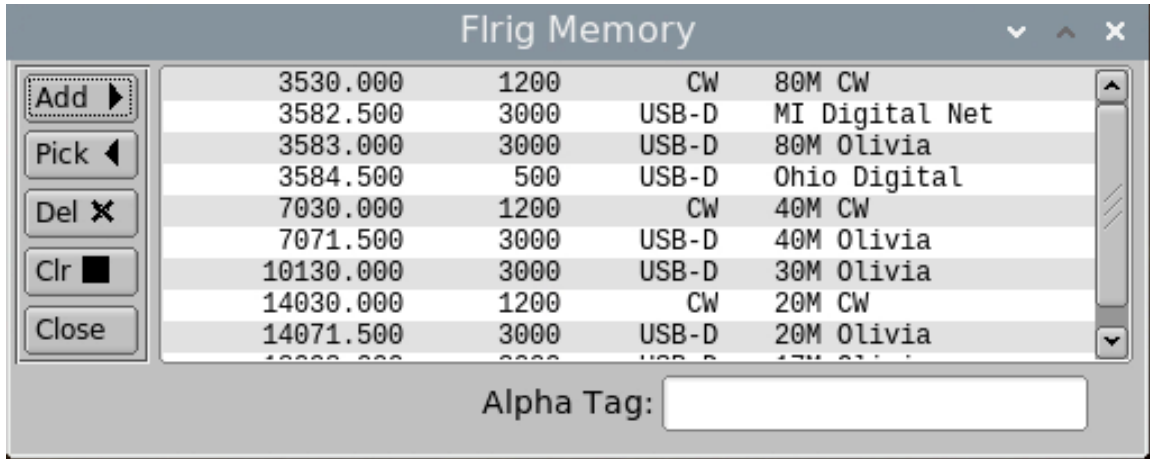 Flrig Memory
Add
Pick
Del
Clr
Close
3530.000 1200 CW 80M CW
3582.500 3000 USB-D MI Digital Net
3583.000 3000 USB-D 80M Olivia
3584.500 500 USB-D Ohio Digital
7030.000 1200 CW 40M CW
7071.500 3000 USB-D 40M Olivia
10130.000 3000 USB-D 30M Olivia
14030.000 1200 CW 20M CW
14071.500 3000 USB-D 20M Olivia
Alpha Tag: